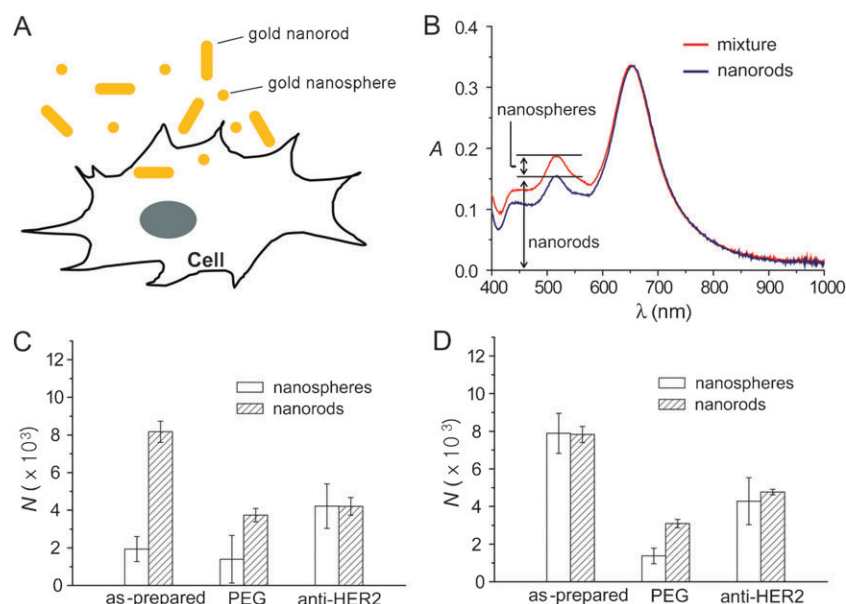 A
gold nanorod
gold nanosphere
Cell
B
mixture
nanorods
nanospheres
nanorods
A
0.4
0.3
0.2
0.1
0.0
400 500 600 700 800 900 1000
λ (nm)
C
nanospheres
nanorods
N ( x 10³)
12
10
8
6
4
2
0
as-prepared PEG anti-HER2
D
nanospheres
nanorods
N ( x 10³)
12
10
8
6
4
2
0
as-prepared PEG anti-HER2